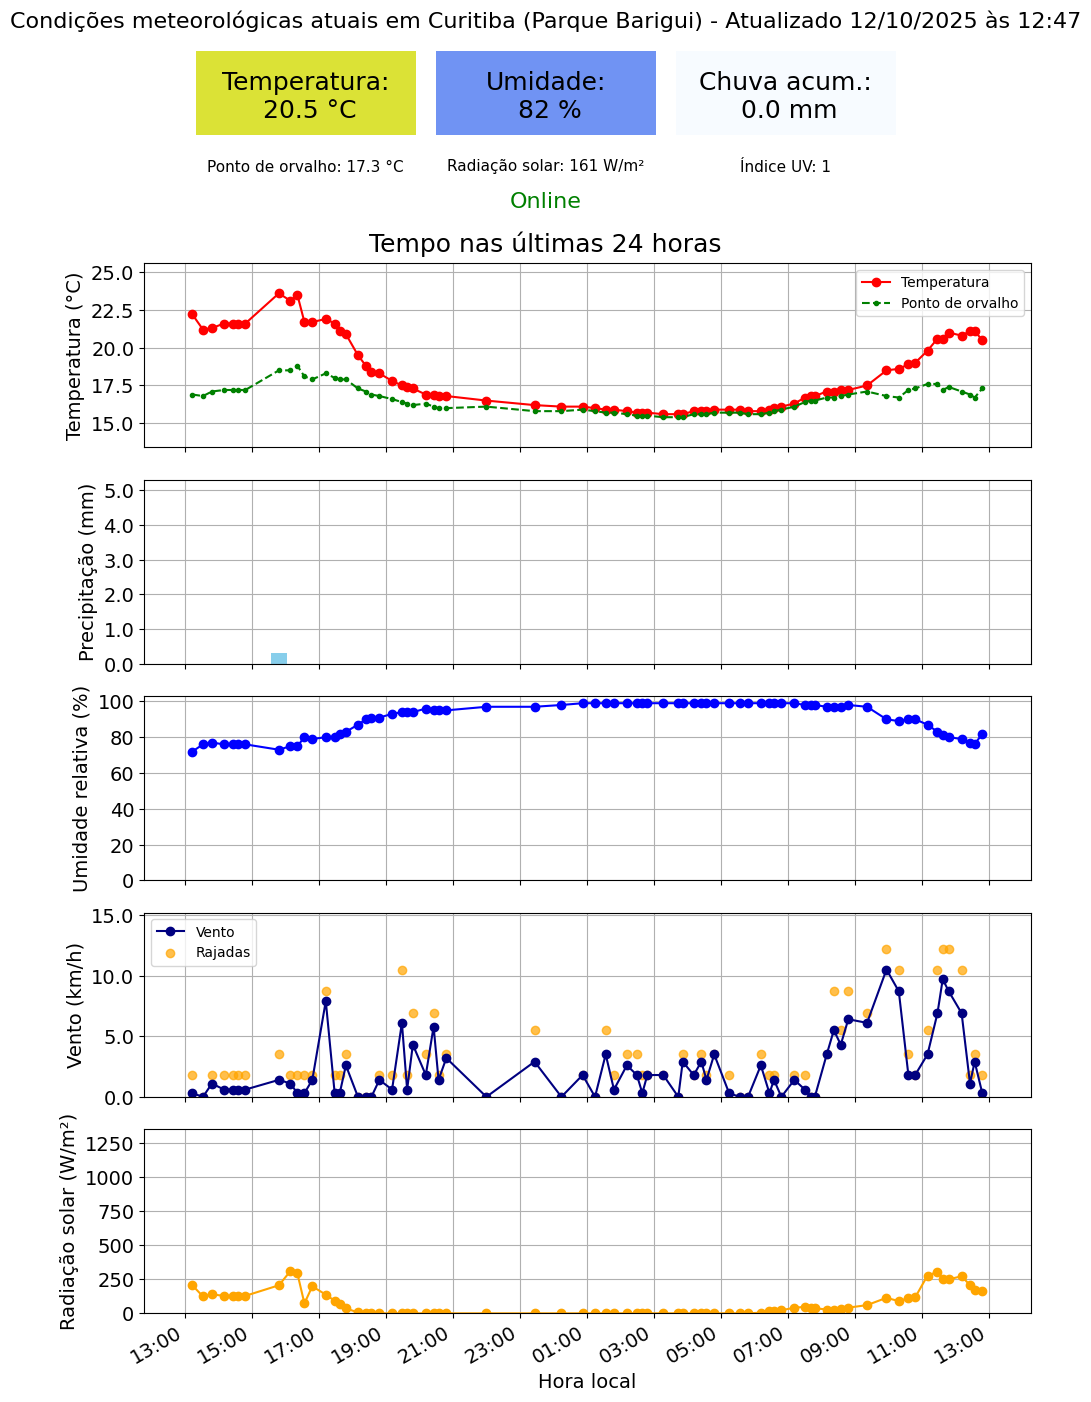 Condições meteorológicas atuais em Curitiba (Parque Barigui) - Atualizado 12/10/2025 às 12:47
Temperatura:
20.5 °C
Umidade:
82 %
Chuva acum.:
0.0 mm
Ponto de orvalho: 17.3 °C
Radiação solar: 161 W/m²
Índice UV: 1
Online
Tempo nas últimas 24 horas
Temperatura (°C)
25.0
22.5
20.0
17.5
15.0
Temperatura
Ponto de orvalho
Precipitação (mm)
5.0
4.0
3.0
2.0
1.0
0.0
Umidade relativa (%)
100
80
60
40
20
0
Vento (km/h)
15.0
10.0
5.0
0.0
Vento
Rajadas
Radiação solar (W/m²)
1250
1000
750
500
250
0
13:00
15:00
17:00
19:00
21:00
23:00
01:00
03:00
05:00
07:00
09:00
11:00
13:00
Hora local